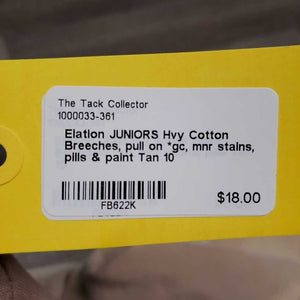 The Tack Collector
1000033-361
Elation JUNIORS Hvy Cotton
Breeches, pull on *gc, mnr stains,
pills & paint Tan 10
FB622K
$18.00